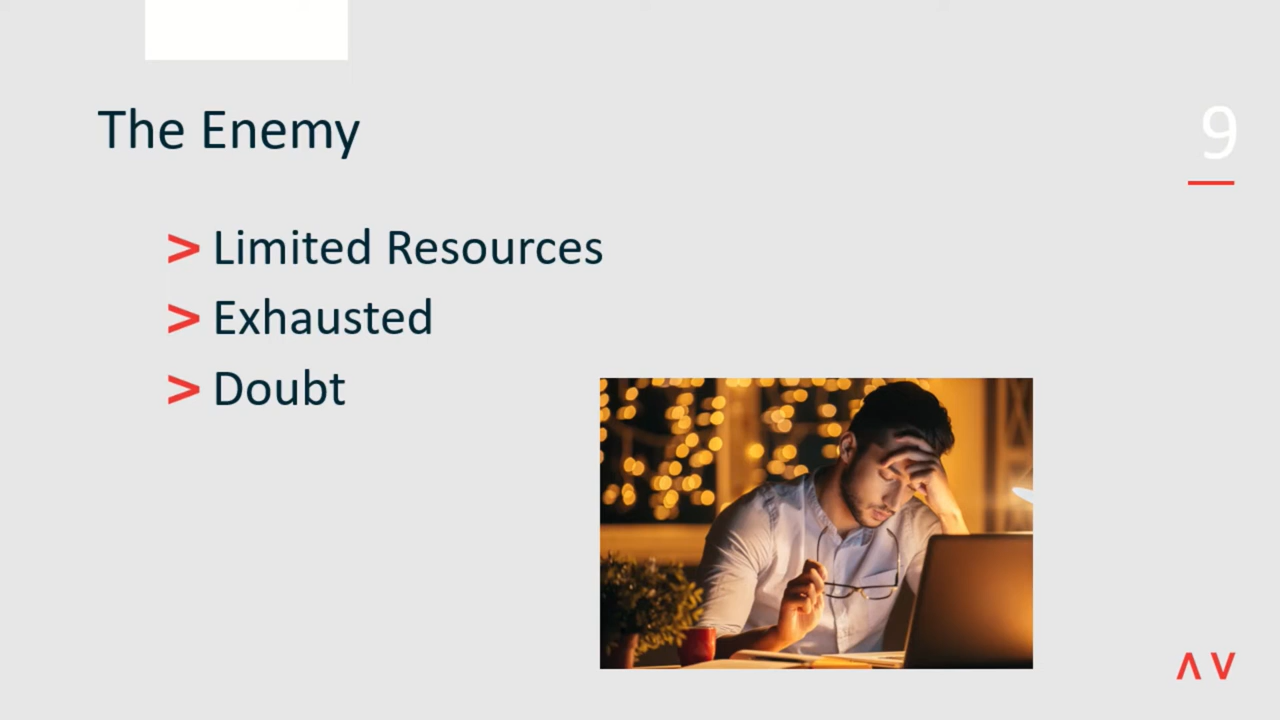 The Enemy
9
> Limited Resources
> Exhausted
> Doubt
Λ V